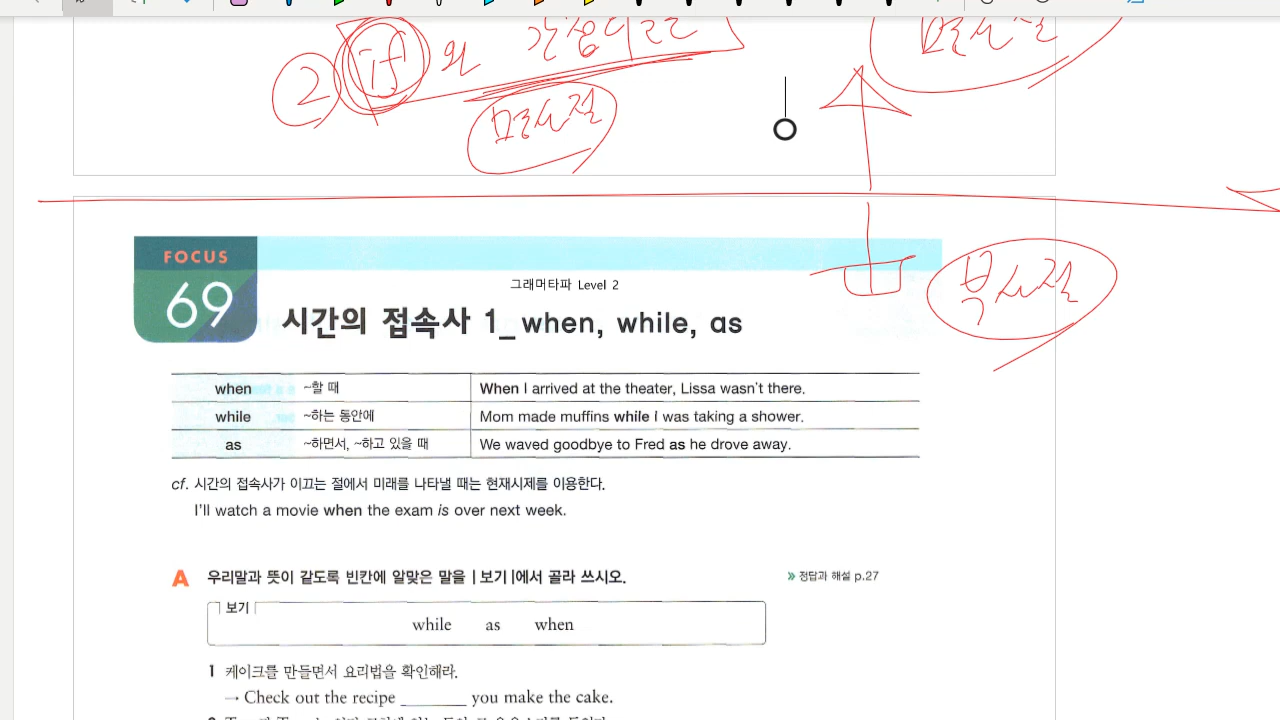 ② if 와
명사절
명사절
FOCUS
69
그래머타파 Level 2
시간의 접속사 1_ when, while, as
부사절
when ~할 때 When I arrived at the theater, Lissa wasn't there.
while ~하는 동안에 Mom made muffins while I was taking a shower.
as ~하면서, ~하고 있을 때 We waved goodbye to Fred as he drove away.
cf. 시간의 접속사가 이끄는 절에서 미래를 나타낼 때는 현재시제를 이용한다.
I'll watch a movie when the exam is over next week.
A 우리말과 뜻이 같도록 빈칸에 알맞은 말을 |보기|에서 골라 쓰시오.
» 정답과 해설 p.27
보기
while as when
1 케이크를 만들면서 요리법을 확인해라.
→ Check out the recipe ______ you make the cake.